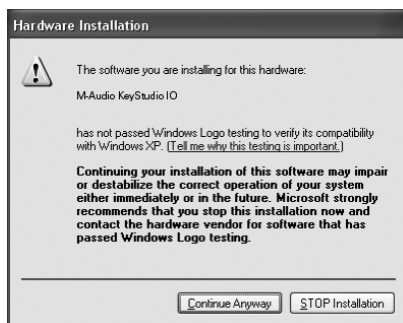 Hardware Installation
The software you are installing for this hardware:
M-Audio KeyStudio IO
has not passed Windows Logo testing to verify its compatibility
with Windows XP. (Tell me why this testing is important.)
Continuing your installation of this software may impair
or destabilize the correct operation of your system
either immediately or in the future. Microsoft strongly
recommends that you stop this installation now and
contact the hardware vendor for software that has
passed Windows Logo testing.
Continue Anyway STOP Installation